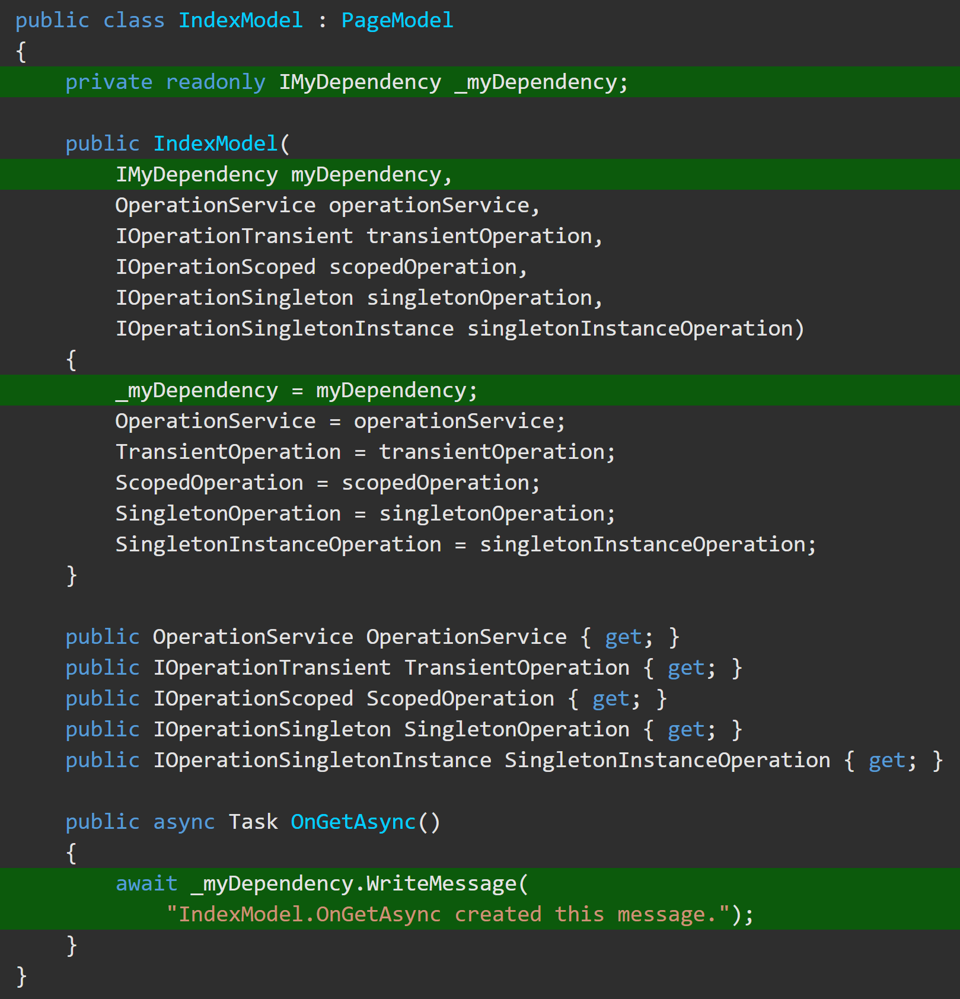 public class IndexModel : PageModel
{
    private readonly IMyDependency _myDependency;

    public IndexModel(
        IMyDependency myDependency,
        OperationService operationService,
        IOperationTransient transientOperation,
        IOperationScoped scopedOperation,
        IOperationSingleton singletonOperation,
        IOperationSingletonInstance singletonInstanceOperation)
    {
        _myDependency = myDependency;
        OperationService = operationService;
        TransientOperation = transientOperation;
        ScopedOperation = scopedOperation;
        SingletonOperation = singletonOperation;
        SingletonInstanceOperation = singletonInstanceOperation;
    }

    public OperationService OperationService { get; }
    public IOperationTransient TransientOperation { get; }
    public IOperationScoped ScopedOperation { get; }
    public IOperationSingleton SingletonOperation { get; }
    public IOperationSingletonInstance SingletonInstanceOperation { get; }

    public async Task OnGetAsync()
    {
        await _myDependency.WriteMessage(
            "IndexModel.OnGetAsync created this message.");
    }
}